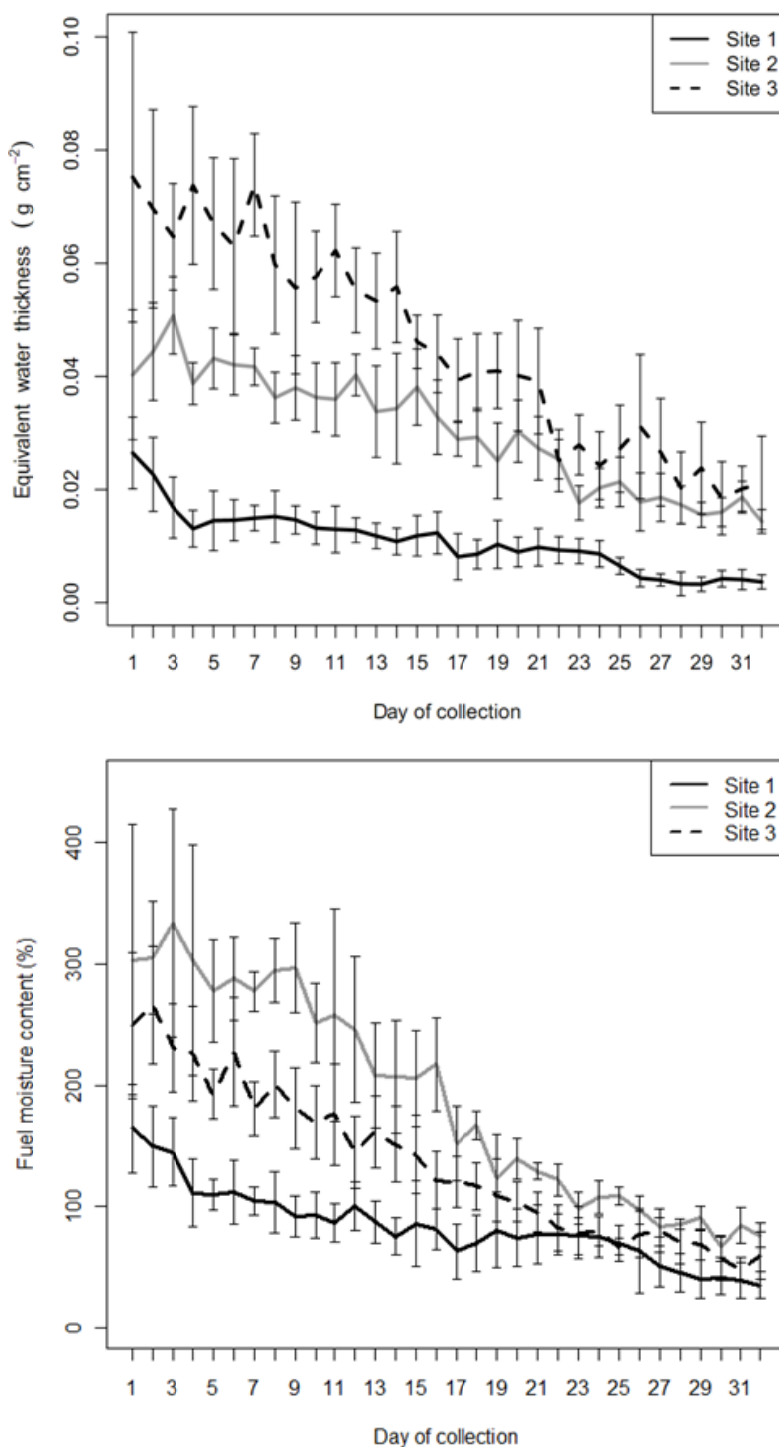 Site 1
Site 2
Site 3
Equivalent water thickness ( g cm⁻²)
0.10
0.08
0.06
0.04
0.02
0.00
1 3 5 7 9 11 13 15 17 19 21 23 25 27 29 31
Day of collection
Site 1
Site 2
Site 3
Fuel moisture content (%)
400
300
200
100
0
1 3 5 7 9 11 13 15 17 19 21 23 25 27 29 31
Day of collection